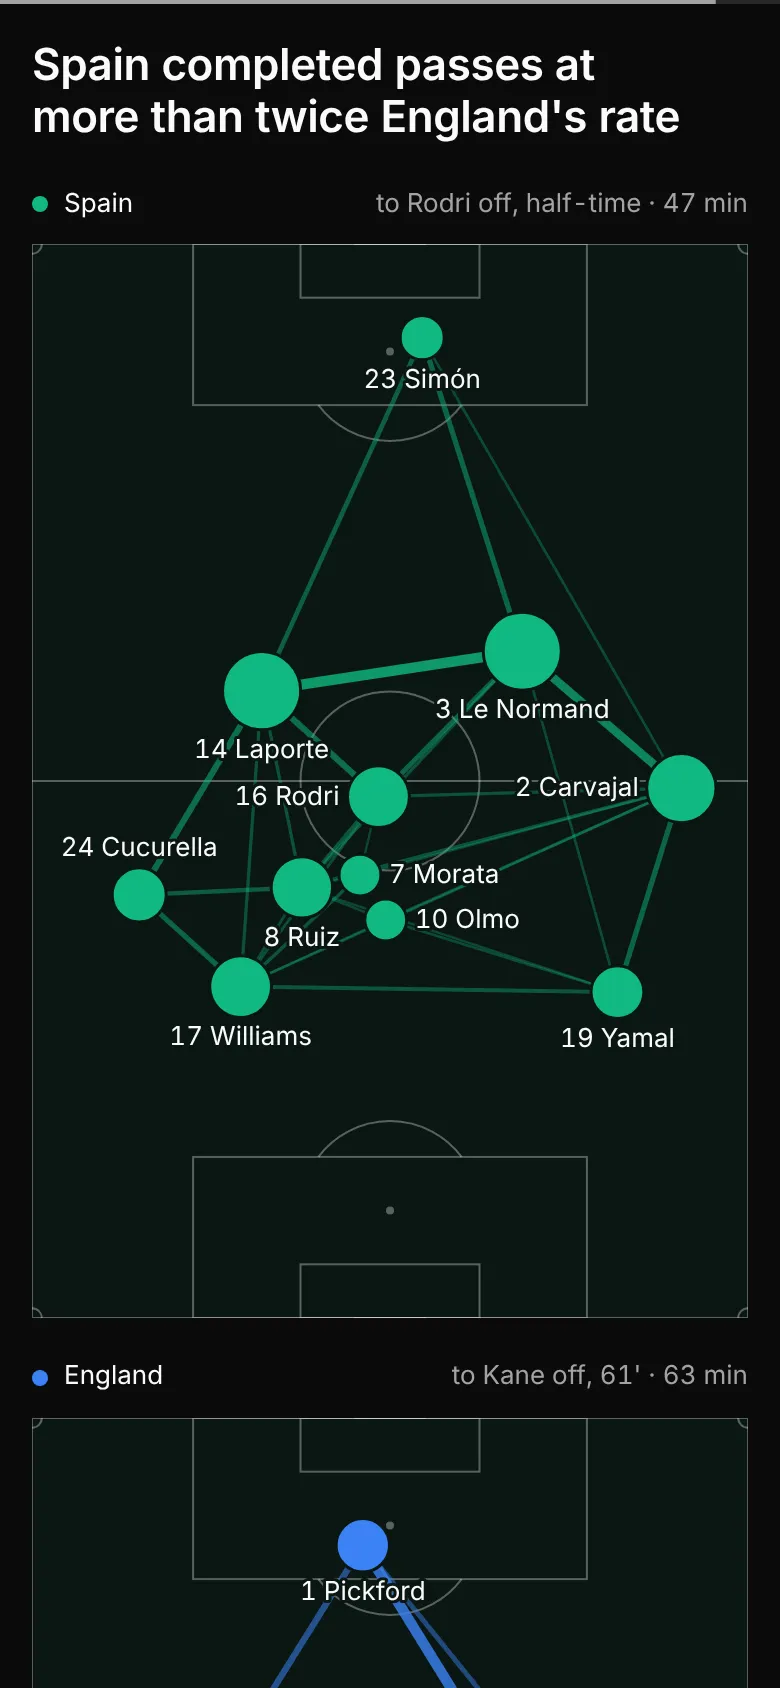 Spain completed passes at
more than twice England's rate
Spain
to Rodri off, half-time · 47 min
23 Simón
3 Le Normand
14 Laporte
2 Carvajal
16 Rodri
24 Cucurella
7 Morata
10 Olmo
8 Ruiz
17 Williams
19 Yamal
England
to Kane off, 61' · 63 min
1 Pickford